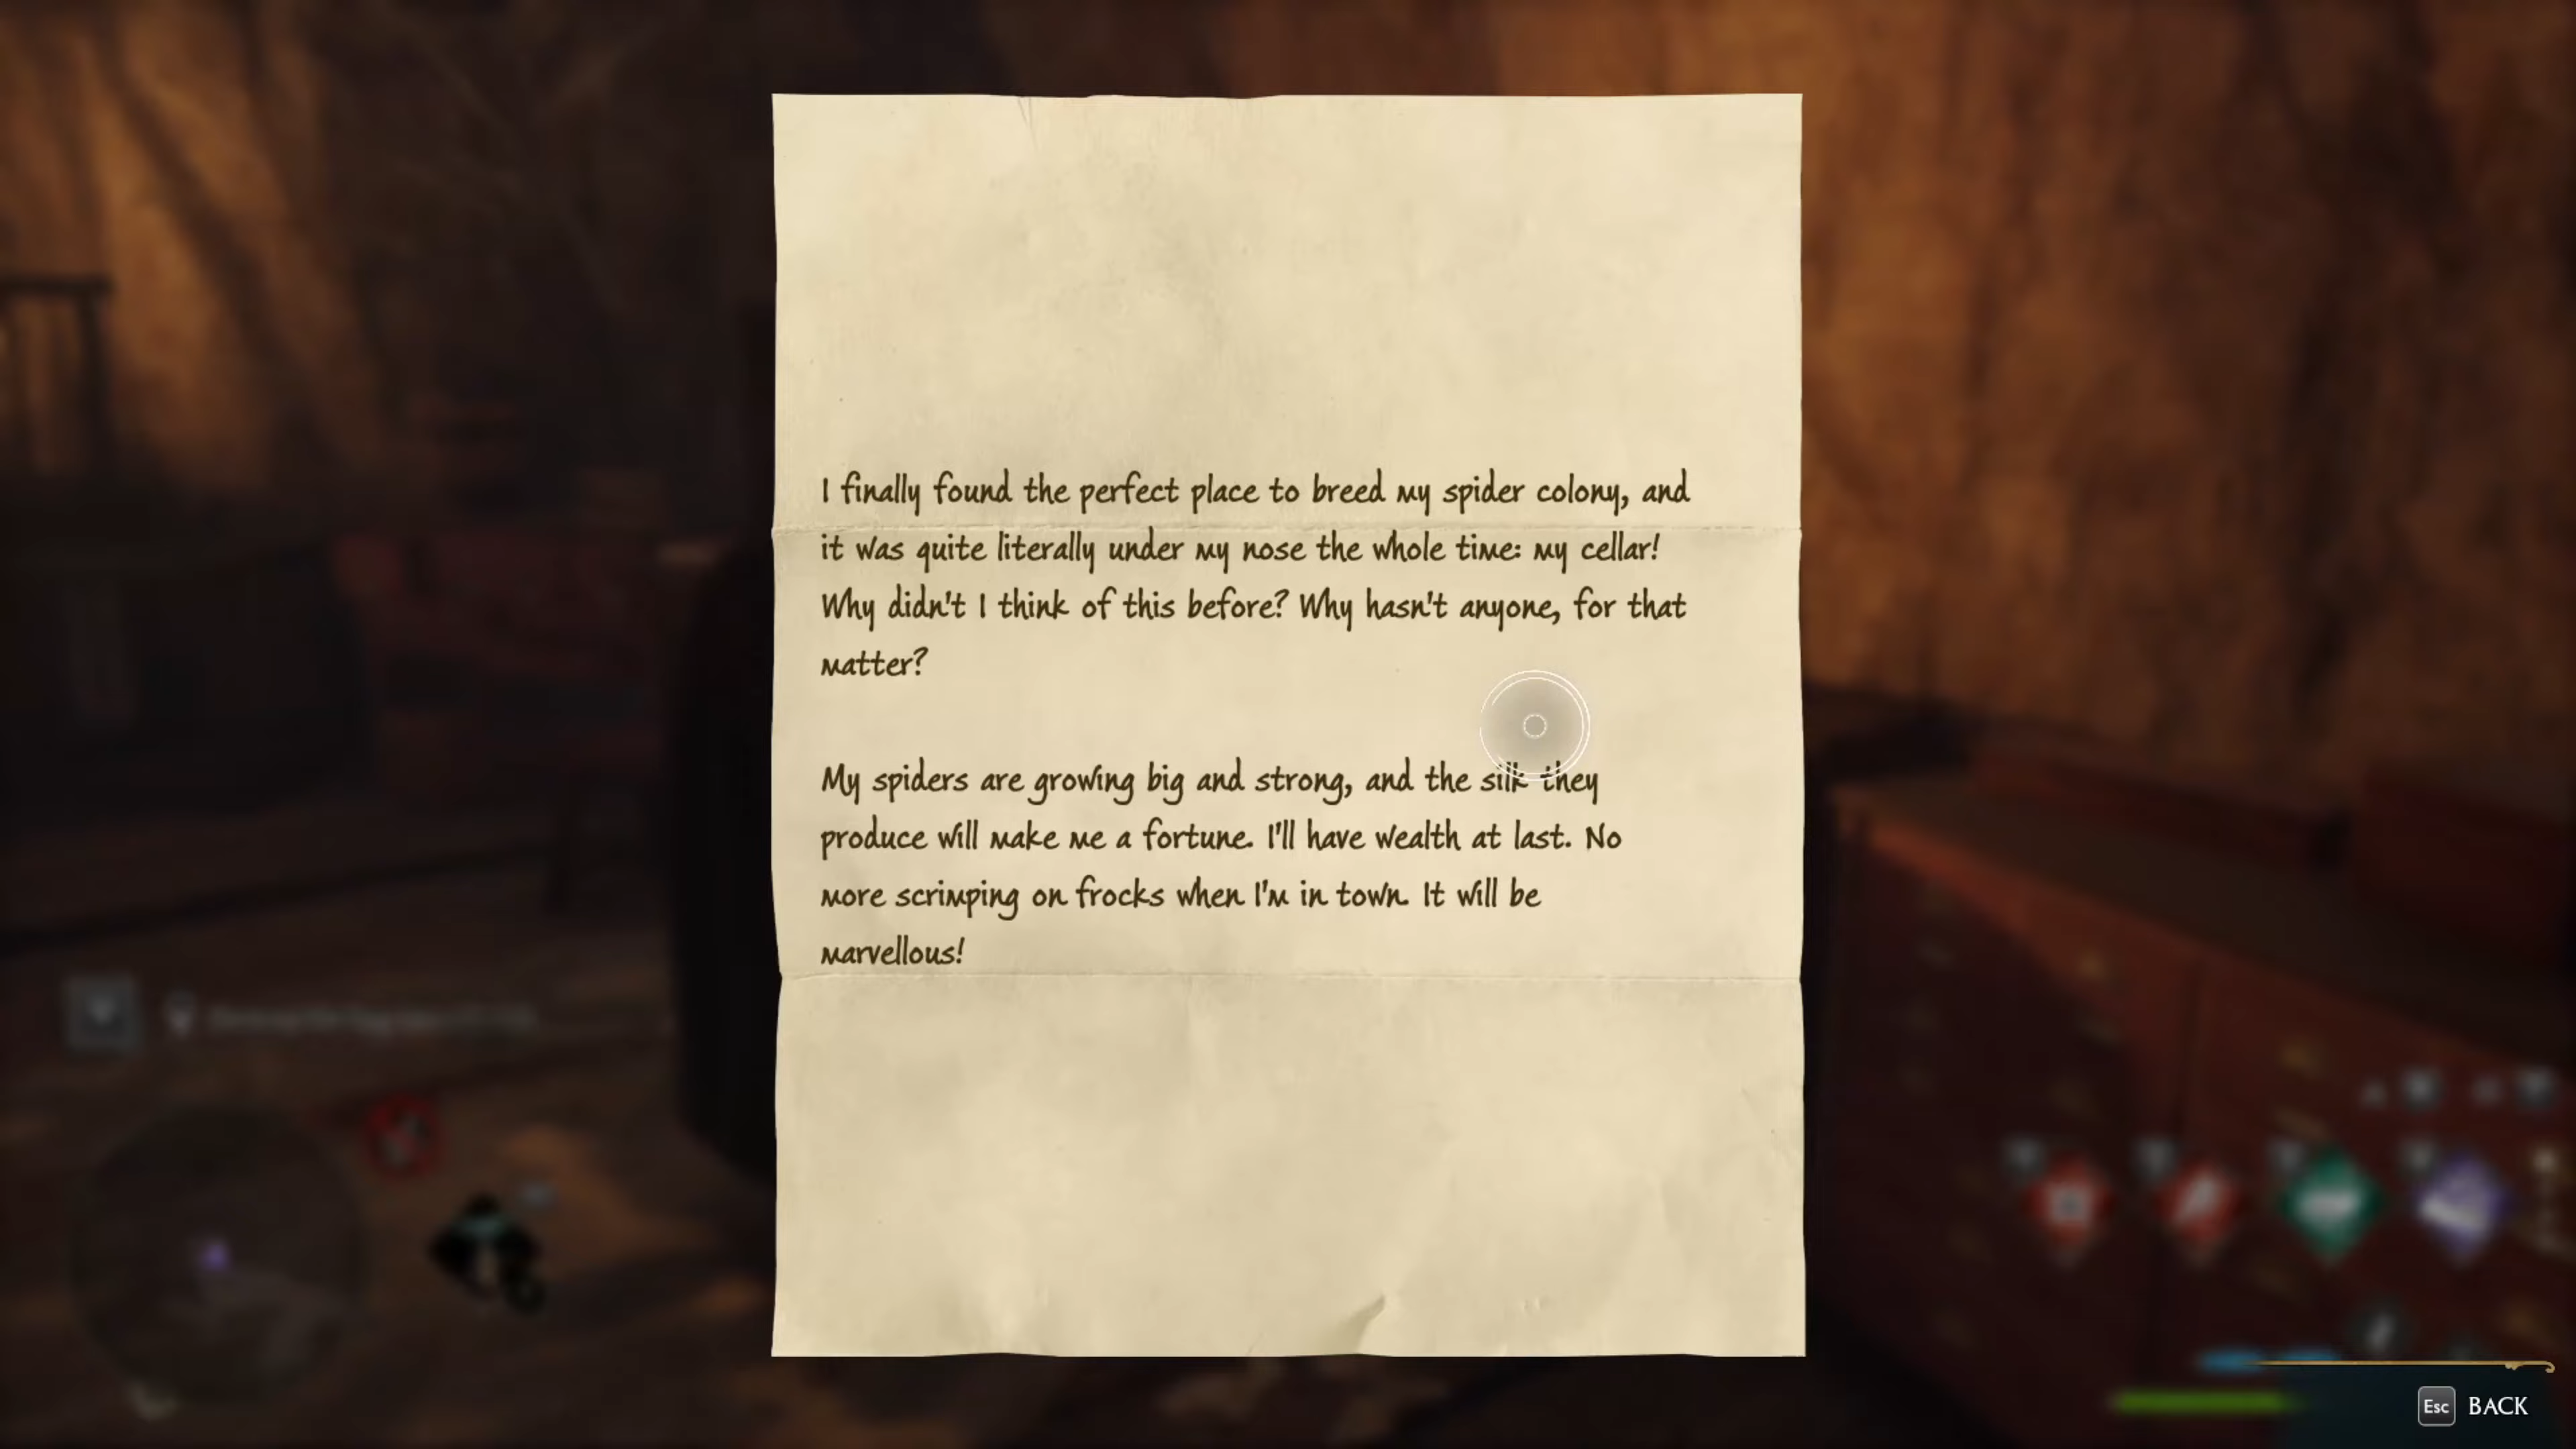 I finally found the perfect place to breed my spider colony, and
it was quite literally under my nose the whole time: my cellar!
Why didn't I think of this before? Why hasn't anyone, for that
matter?
My spiders are growing big and strong, and the silk they
produce will make me a fortune. I'll have wealth at last. No
more scrimping on frocks when I'm in town. It will be
marvellous!
Esc BACK